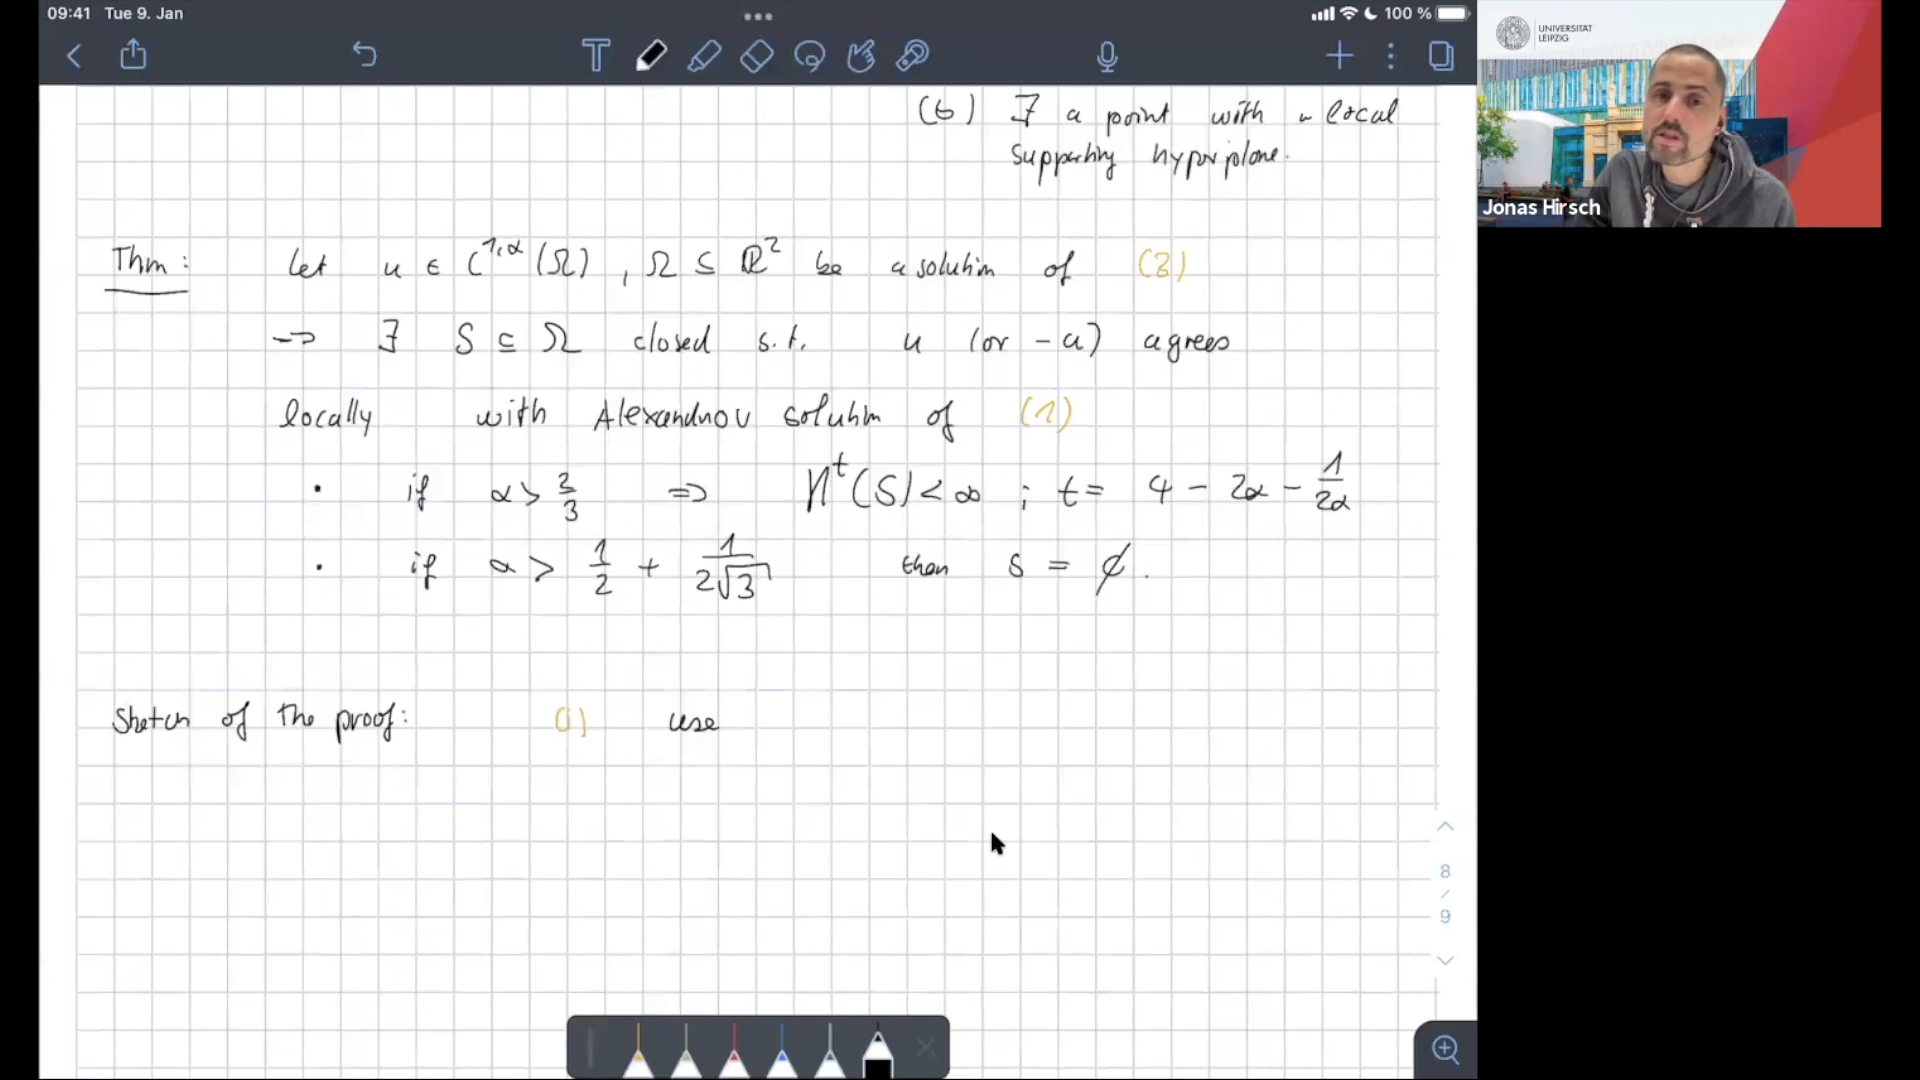 09:41 Tue 9. Jan
100 %
UNIVERSITÄT
LEIPZIG
Jonas Hirsch
(b) ∃ a point with a local
supporting hyperplane.
Thm: let u ∈ C^{1,α}(Ω), Ω ⊆ ℝ² be a solution of (3)
→ ∃ S ⊆ Ω closed s.t. u (or -u) agrees
locally with Alexandrov solution of (1)
• if α > 2/3 ⇒ H^t(S) < ∞ ; t = 4 - 2α - 1/2α
• if α > 1/2 + 1/2√3 then S = ∅.
Sketch of the proof: (i) use
8
/
9